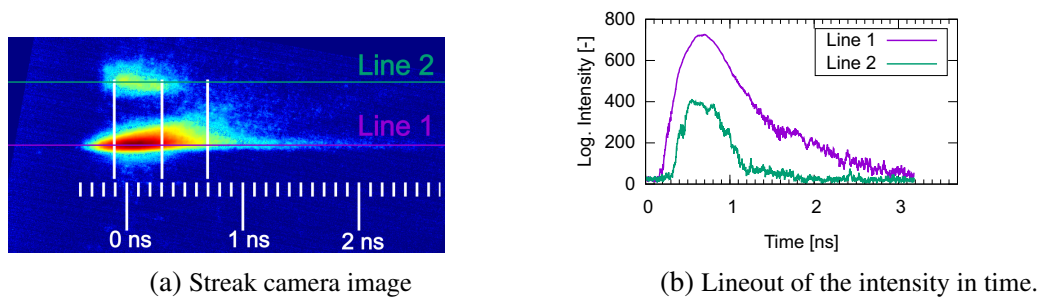 Line 2
Line 1
0 ns
1 ns
2 ns
(a) Streak camera image
800
600
400
200
0
Log. Intensity [-]
Line 1
Line 2
0
1
2
3
Time [ns]
(b) Lineout of the intensity in time.